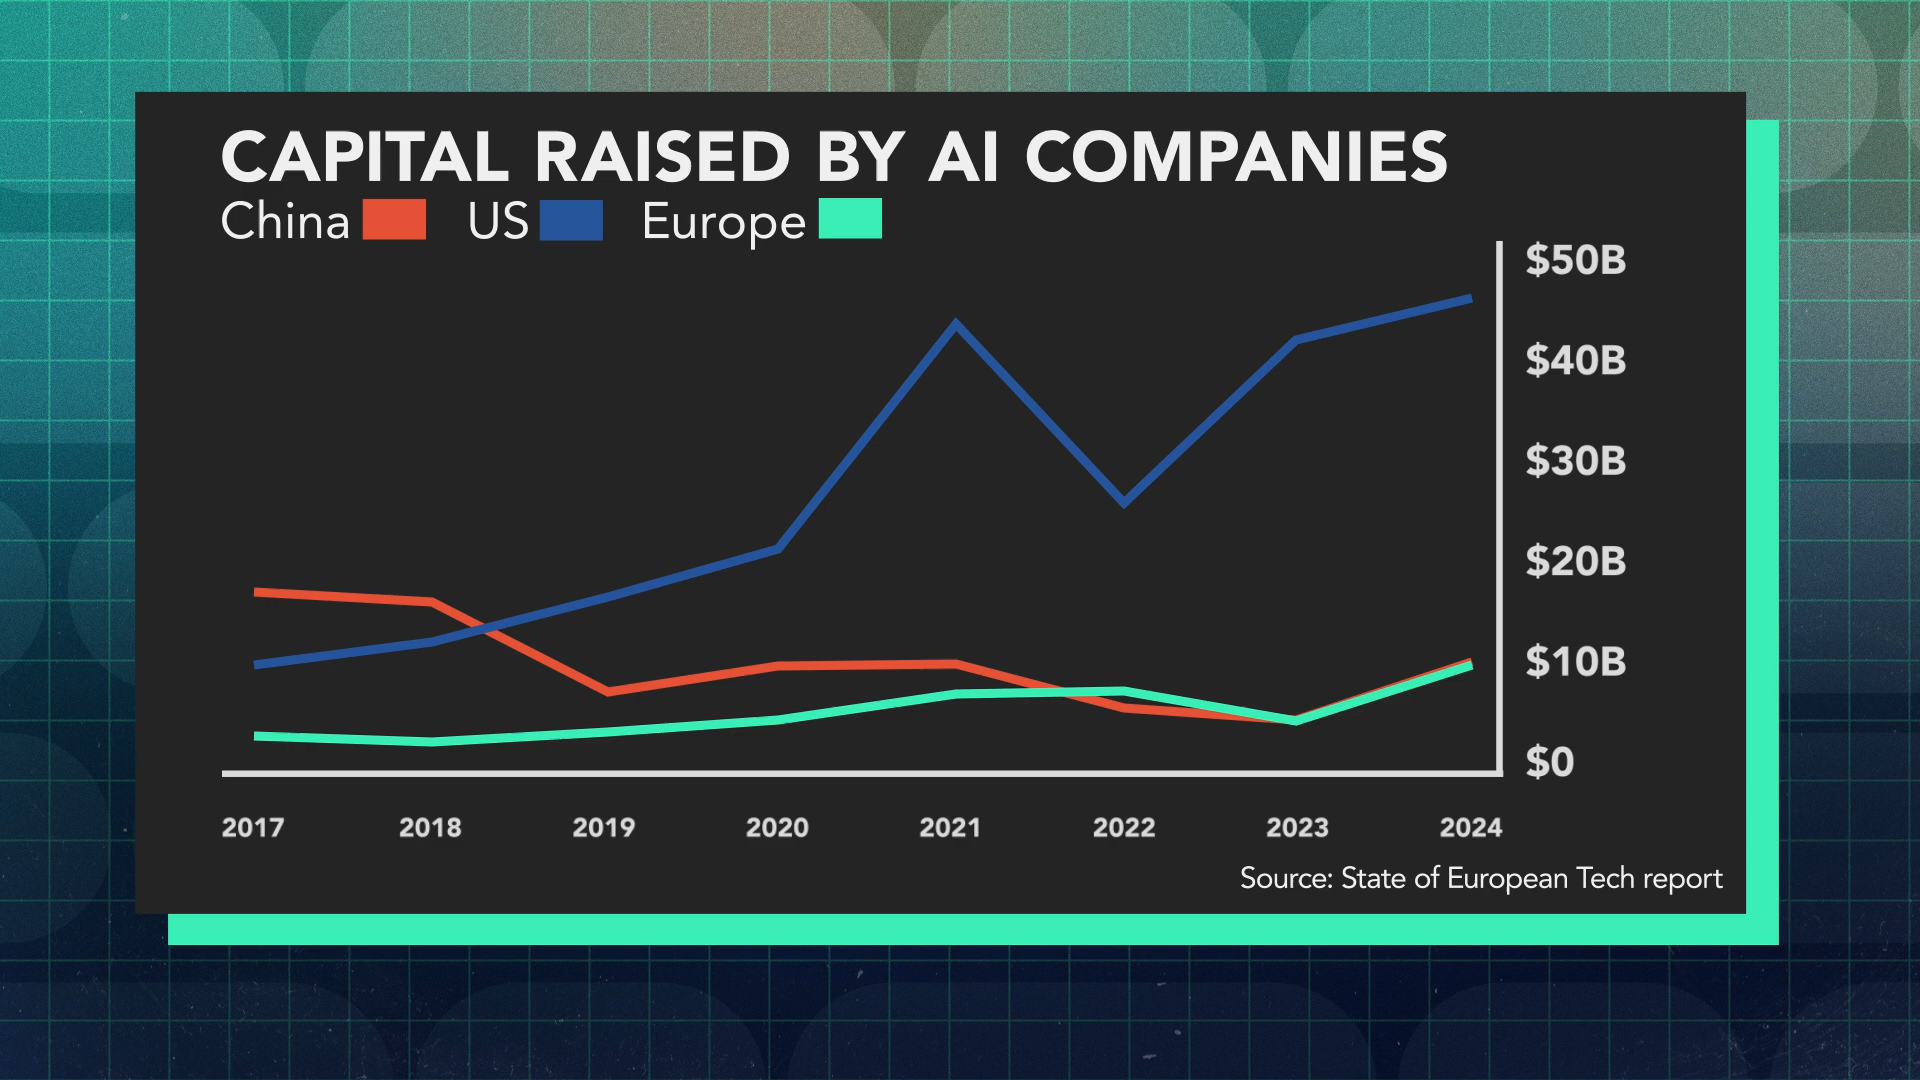 CAPITAL RAISED BY AI COMPANIES
China US Europe
$50B
$40B
$30B
$20B
$10B
$0
2017 2018 2019 2020 2021 2022 2023 2024
Source: State of European Tech report